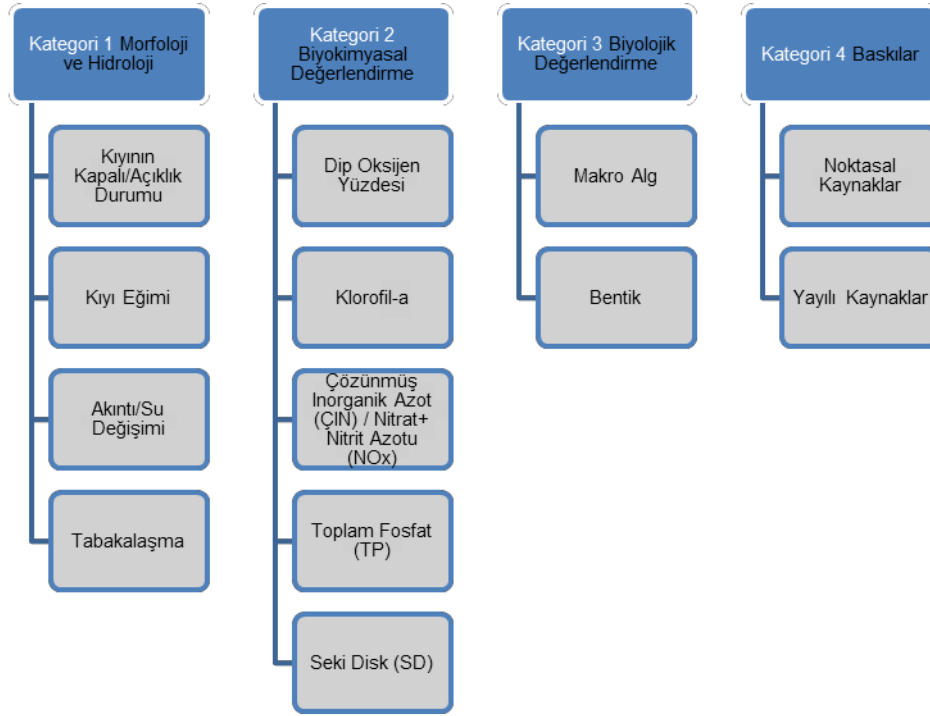 Kategori 1 Morfoloji
ve Hidroloji
Kıyının
Kapalı/Açıklık
Durumu
Kıyı Eğimi
Akıntı/Su
Değişimi
Tabakalaşma
Kategori 2
Biyokimyasal
Değerlendirme
Dip Oksijen
Yüzdesi
Klorofil-a
Çözünmüş
Inorganik Azot
(ÇIN) / Nitrat+
Nitrit Azotu
(NOx)
Toplam Fosfat
(TP)
Seki Disk (SD)
Kategori 3 Biyolojik
Değerlendirme
Makro Alg
Bentik
Kategori 4 Baskılar
Noktasal
Kaynaklar
Yayılı Kaynaklar